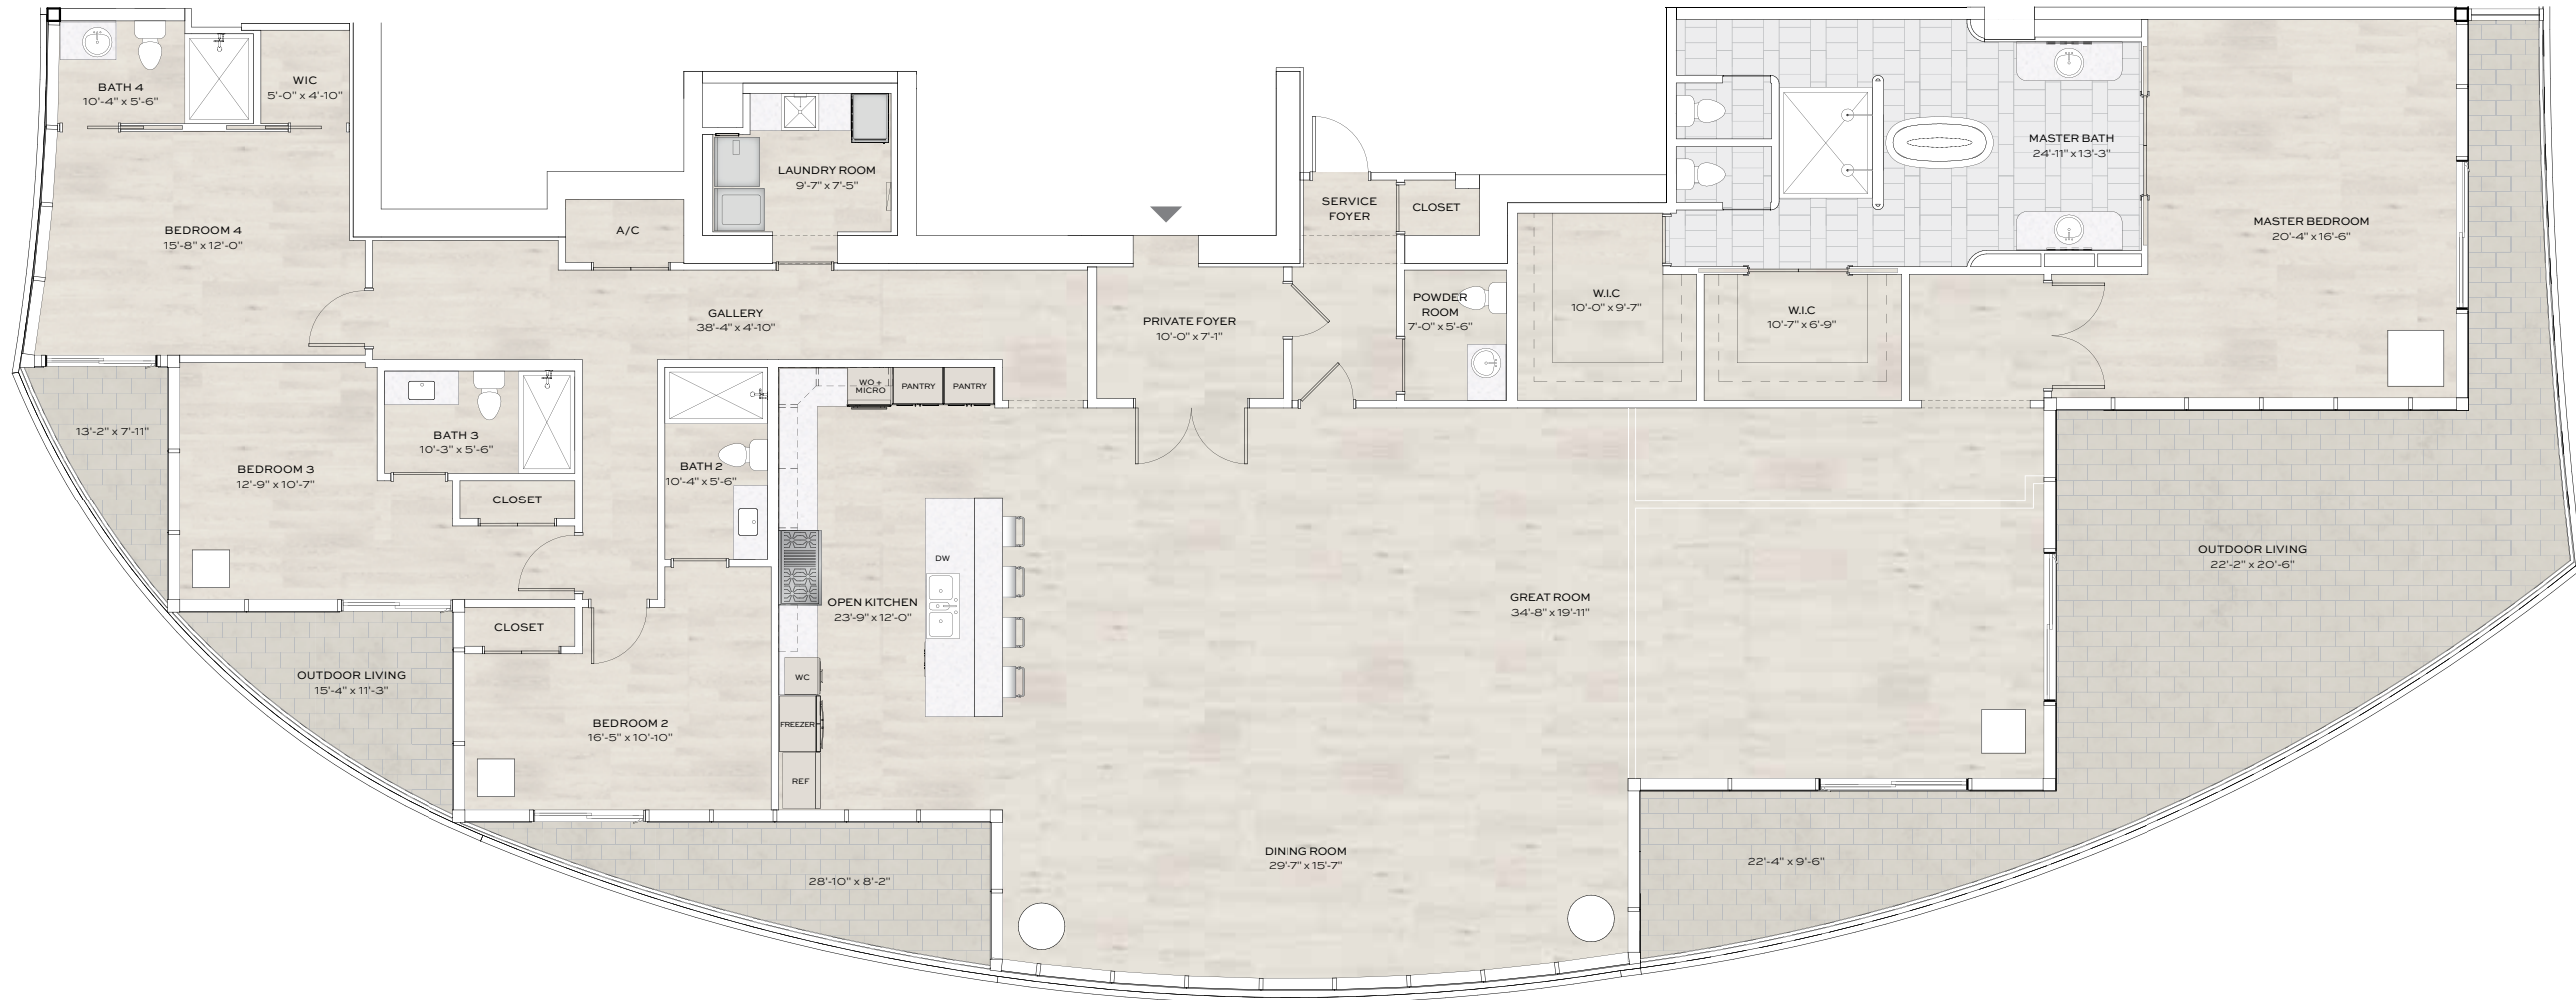 BATH 4
10'-4" x 5'-6"
WIC
5'-0" x 4'-10"
BEDROOM 4
15'-8" x 12'-0"
A/C
LAUNDRY ROOM
9'-7" x 7'-5"
GALLERY
38'-4" x 4'-10"
PRIVATE FOYER
10'-0" x 7'-1"
SERVICE
FOYER
CLOSET
POWDER
ROOM
7'-0" x 5'-6"
W.I.C
10'-0" x 9'-7"
W.I.C
10'-7" x 6'-9"
MASTER BATH
24'-11" x 13'-3"
MASTER BEDROOM
20'-4" x 16'-6"
13'-2" x 7'-11"
BEDROOM 3
12'-9" x 10'-7"
BATH 3
10'-3" x 5'-6"
CLOSET
BATH 2
10'-4" x 5'-6"
WO +
MICRO
PANTRY
PANTRY
DW
OPEN KITCHEN
23'-9" x 12'-0"
WC
FREEZER
REF
CLOSET
OUTDOOR LIVING
15'-4" x 11'-3"
BEDROOM 2
16'-5" x 10'-10"
GREAT ROOM
34'-8" x 19'-11"
OUTDOOR LIVING
22'-2" x 20'-6"
28'-10" x 8'-2"
DINING ROOM
29'-7" x 15'-7"
22'-4" x 9'-6"